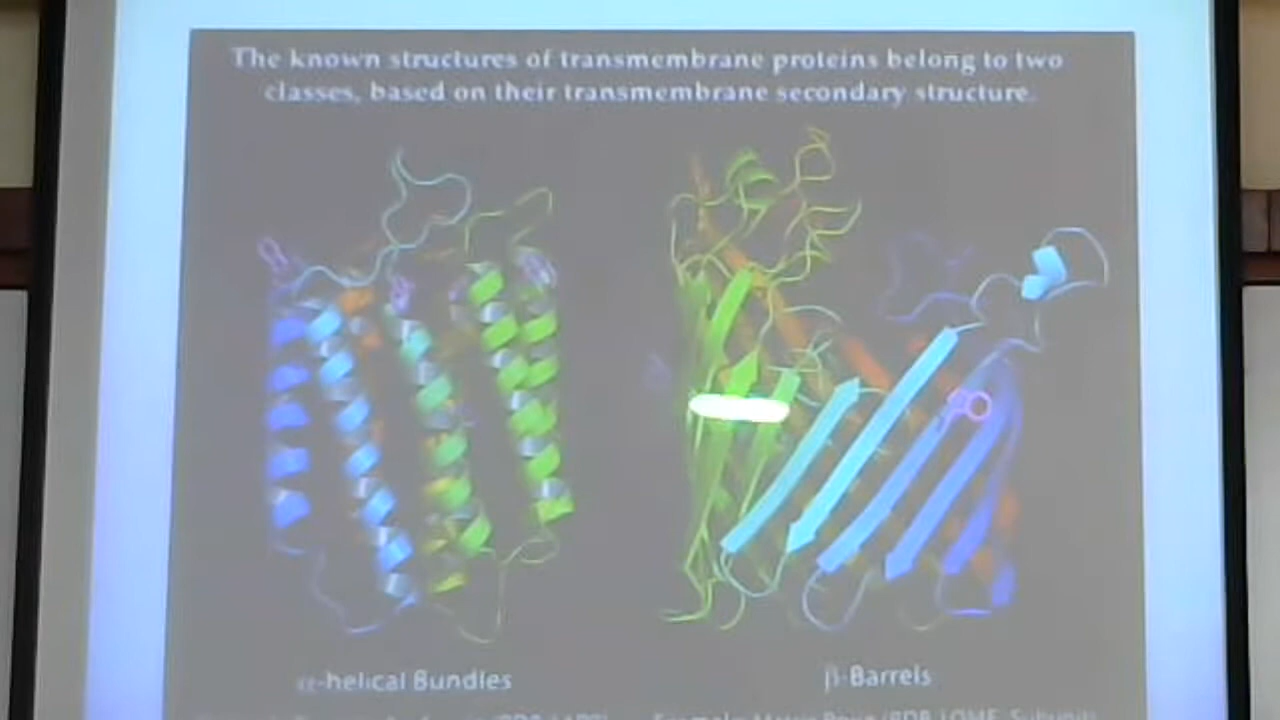 The known structures of transmembrane proteins belong to two
classes, based on their transmembrane secondary structure.
α-helical Bundles
β-Barrels